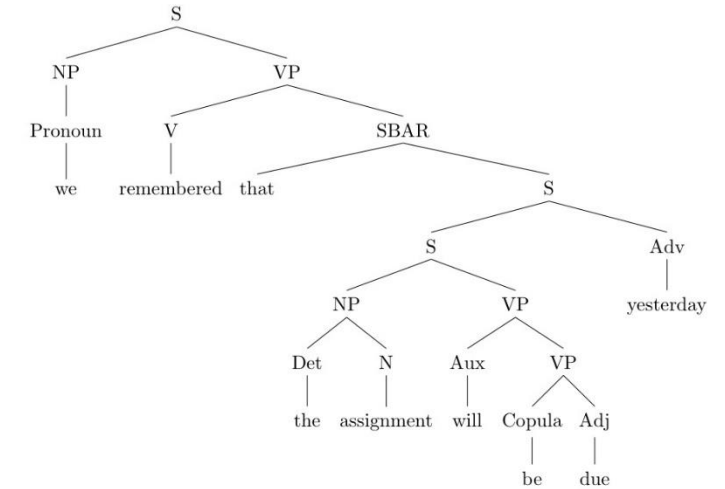 S
NP VP
Pronoun V SBAR
we remembered that S
S Adv
NP VP yesterday
Det N Aux VP
the assignment will Copula Adj
be due